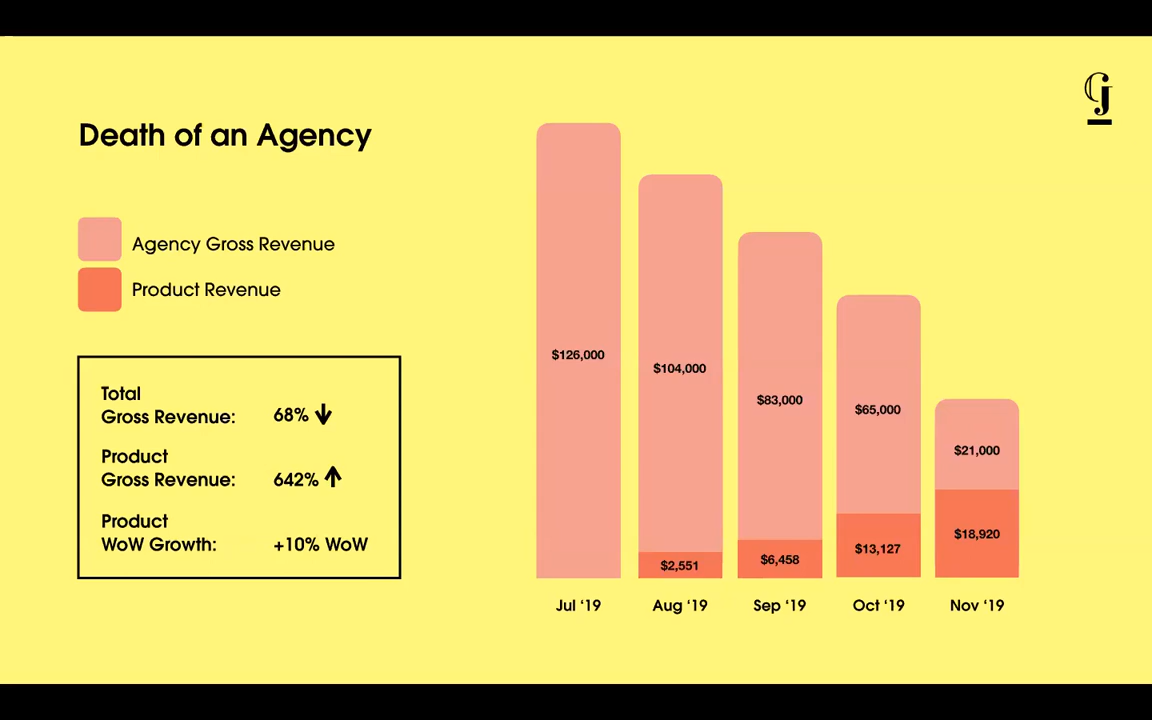 Death of an Agency
Agency Gross Revenue
Product Revenue
Total
Gross Revenue: 68%
Product
Gross Revenue: 642%
Product
WoW Growth: +10% WoW
$126,000
$104,000
$83,000
$65,000
$21,000
$2,551
$6,458
$13,127
$18,920
Jul ‘19 Aug ‘19 Sep ‘19 Oct ‘19 Nov ‘19
GJ